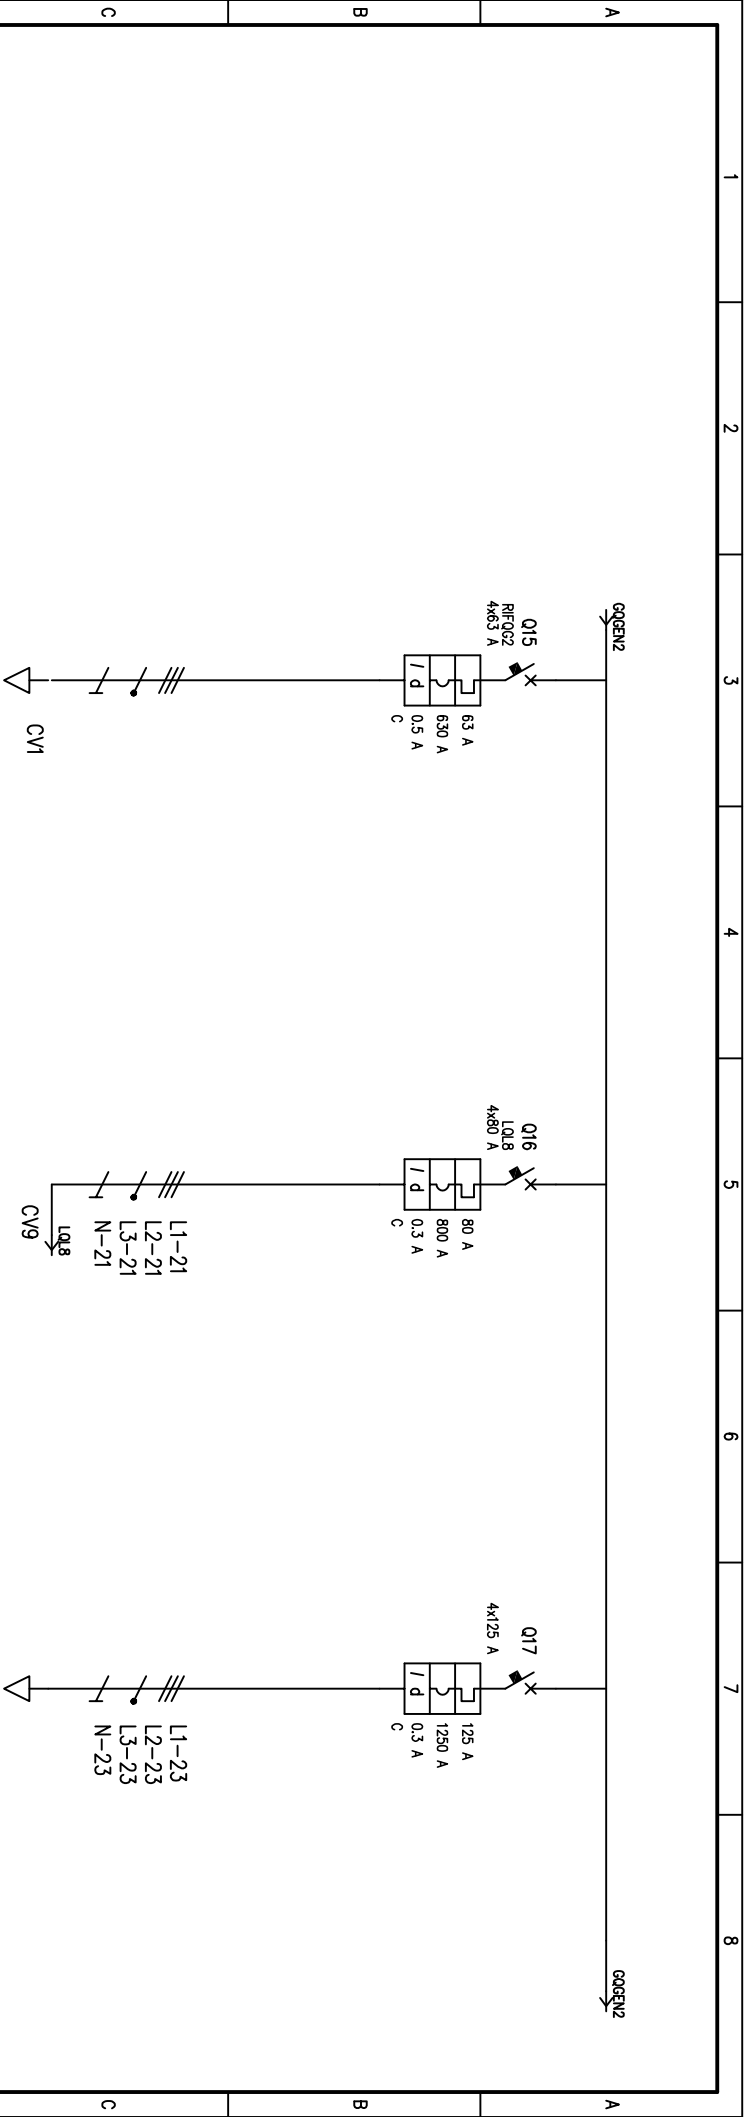 1
2
3
4
5
6
7
8
A
A
GQGEN2
GQGEN2
Q15
RIFQG2
4x63 A
Q16
LQL8
4x80 A
Q17
4x125 A
63 A
630 A
0.5 A
C
80 A
800 A
0.3 A
C
125 A
1250 A
0.3 A
C
I d
I d
I d
B
B
L1-21
L2-21
L3-21
N-21
L1-23
L2-23
L3-23
N-23
C
C
LQL8
CV1
CV9